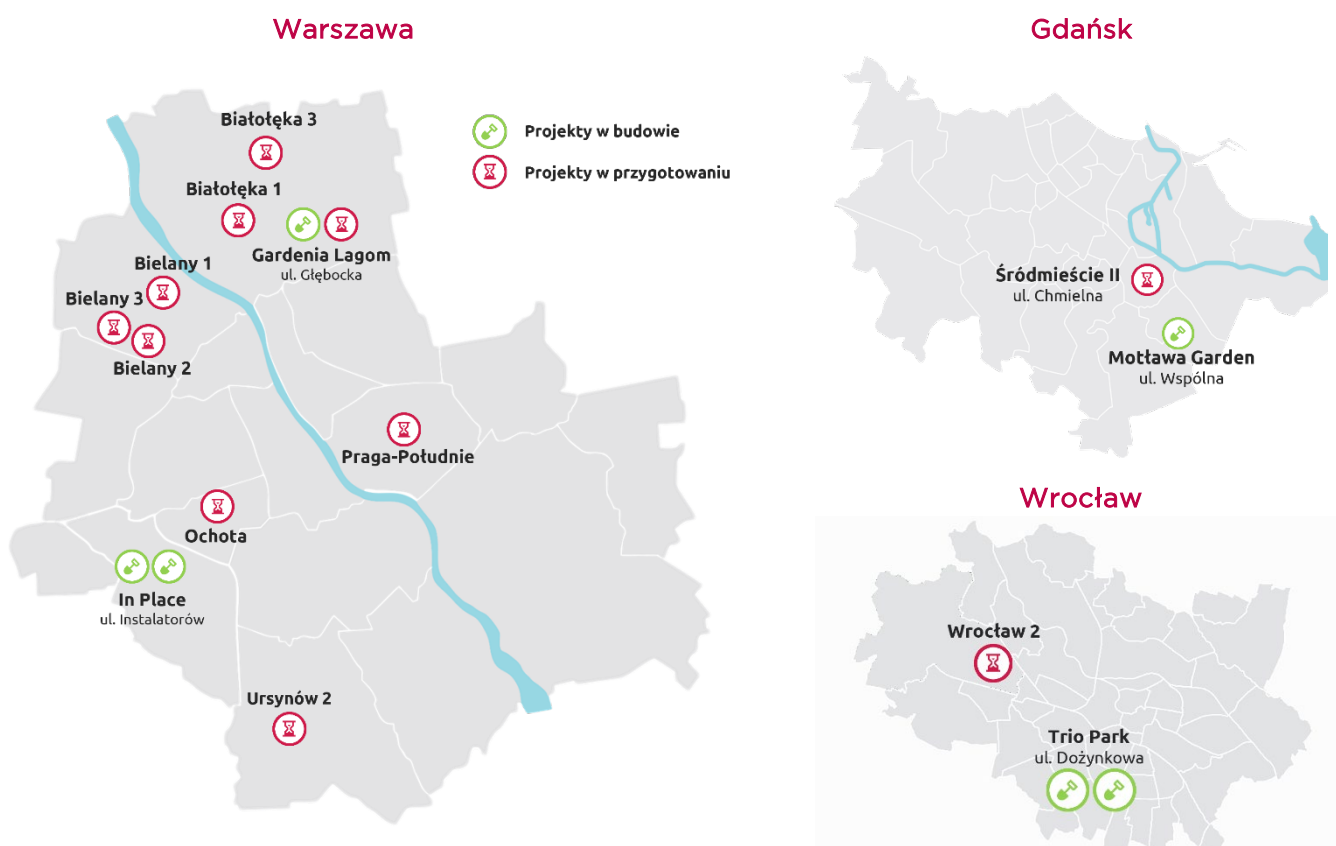 Warszawa
Białołęka 3
Białołęka 1
Gardenia Lagom
ul. Głębocka
Bielany 1
Bielany 3
Bielany 2
Praga-Południe
Ochota
In Place
ul. Instalatorów
Ursynów 2
Projekty w budowie
Projekty w przygotowaniu
Gdańsk
Śródmieście II
ul. Chmielna
Motława Garden
ul. Wspólna
Wrocław
Wrocław 2
Trio Park
ul. Dożynkowa